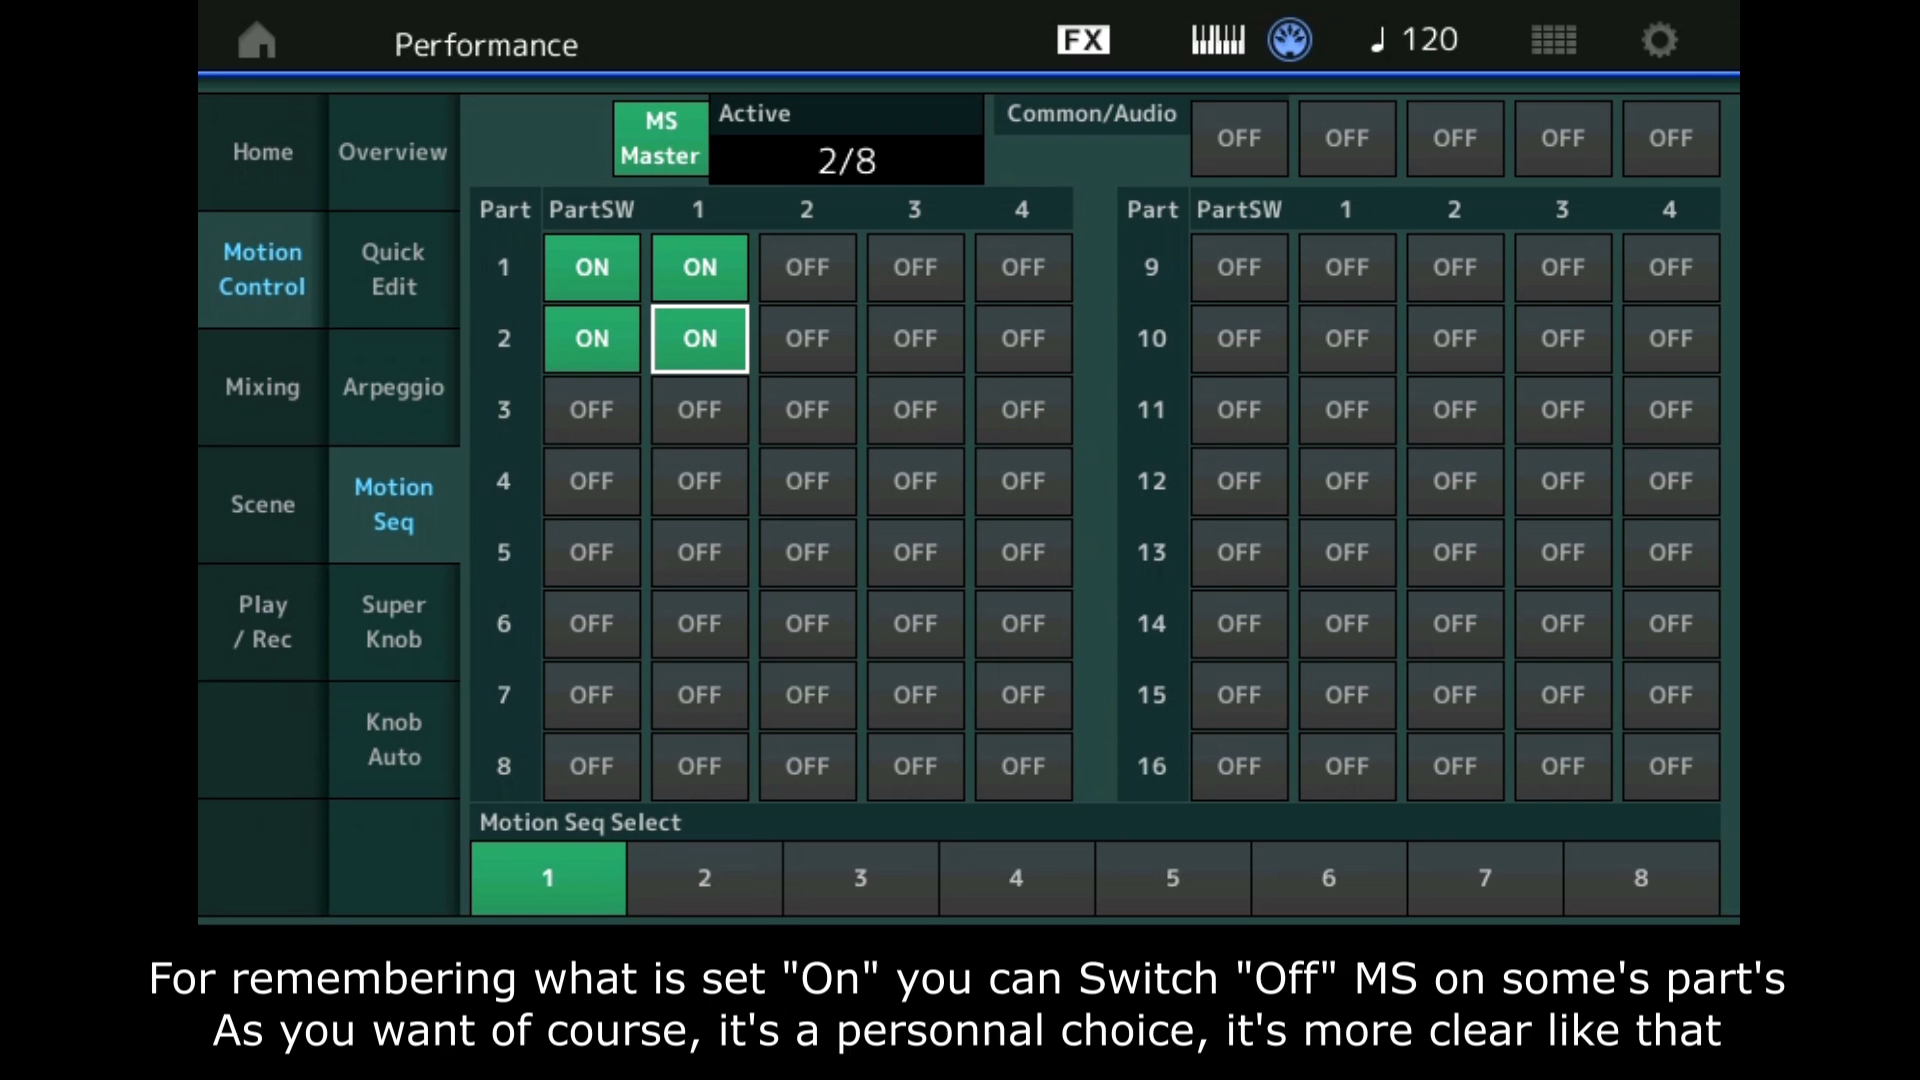 Performance FX ♩ 120
Home Overview
Motion Control Quick Edit
Mixing Arpeggio
Scene Motion Seq
Play / Rec Super Knob
Knob Auto
MS Master Active 2/8 Common/Audio OFF OFF OFF OFF OFF
Part PartSW 1 2 3 4 Part PartSW 1 2 3 4
1 ON ON OFF OFF OFF 9 OFF OFF OFF OFF OFF
2 ON ON OFF OFF OFF 10 OFF OFF OFF OFF OFF
3 OFF OFF OFF OFF OFF 11 OFF OFF OFF OFF OFF
4 OFF OFF OFF OFF OFF 12 OFF OFF OFF OFF OFF
5 OFF OFF OFF OFF OFF 13 OFF OFF OFF OFF OFF
6 OFF OFF OFF OFF OFF 14 OFF OFF OFF OFF OFF
7 OFF OFF OFF OFF OFF 15 OFF OFF OFF OFF OFF
8 OFF OFF OFF OFF OFF 16 OFF OFF OFF OFF OFF
Motion Seq Select
1 2 3 4 5 6 7 8
For remembering what is set "On" you can Switch "Off" MS on some's part's
As you want of course, it's a personnal choice, it's more clear like that